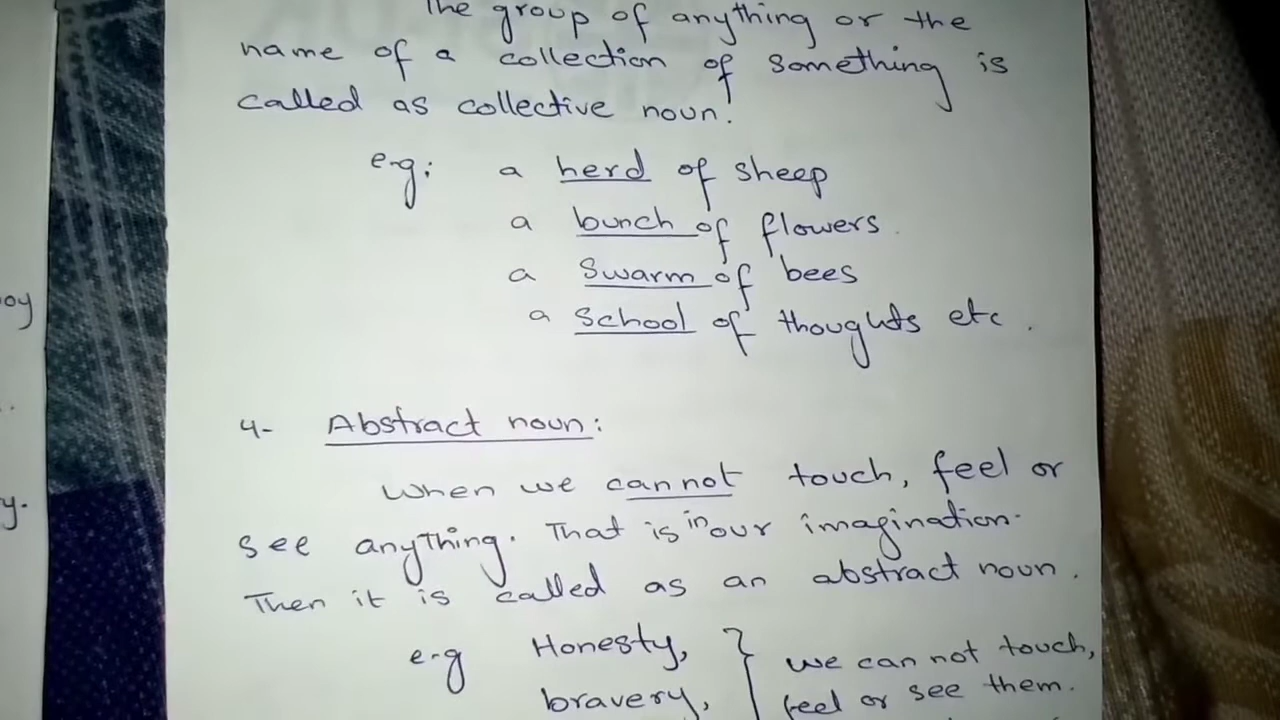 The group of anything or the
name of a collection of something is
called as collective noun.
e.g: a herd of sheep
a bunch of flowers
a swarm of bees
a school of thoughts etc.
4- Abstract noun:
When we cannot touch, feel or
see anything. That is in our imagination.
Then it is called as an abstract noun.
e-g Honesty, } we can not touch,
bravery, feel or see them.
oy
y.